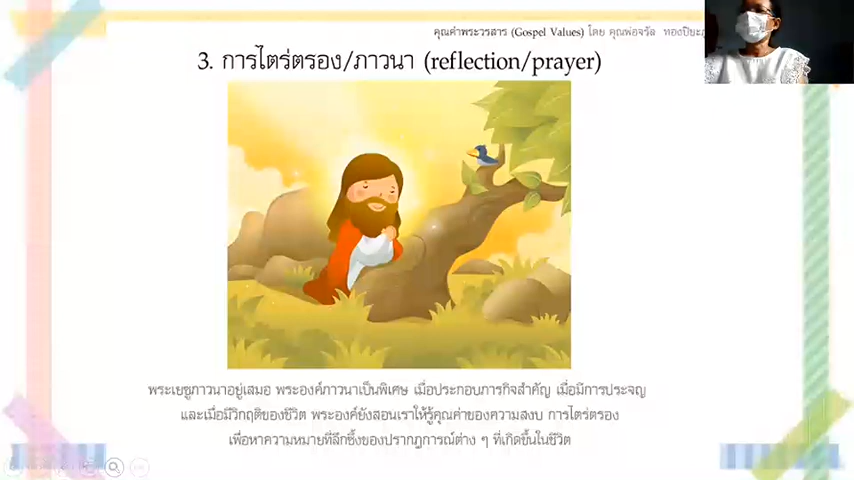 คุณค่าพระวรสาร (Gospel Values) โดย คุณพ่อจรัล
3. การไตร่ตรอง/ภาวนา (reflection/prayer)
พระเยซูภาวนาอยู่เสมอ พระองค์ภาวนาเป็นพิเศษ เมื่อประกอบภารกิจสำคัญ เมื่อมีการประจญ
และเมื่อมีวิกฤติของชีวิต พระองค์ยังสอนเราให้รู้คุณค่าของความสงบ การไตร่ตรอง
เพื่อหาความหมายที่ลึกซึ้งของปรากฏการณ์ต่าง ๆ ที่เกิดขึ้นในชีวิต